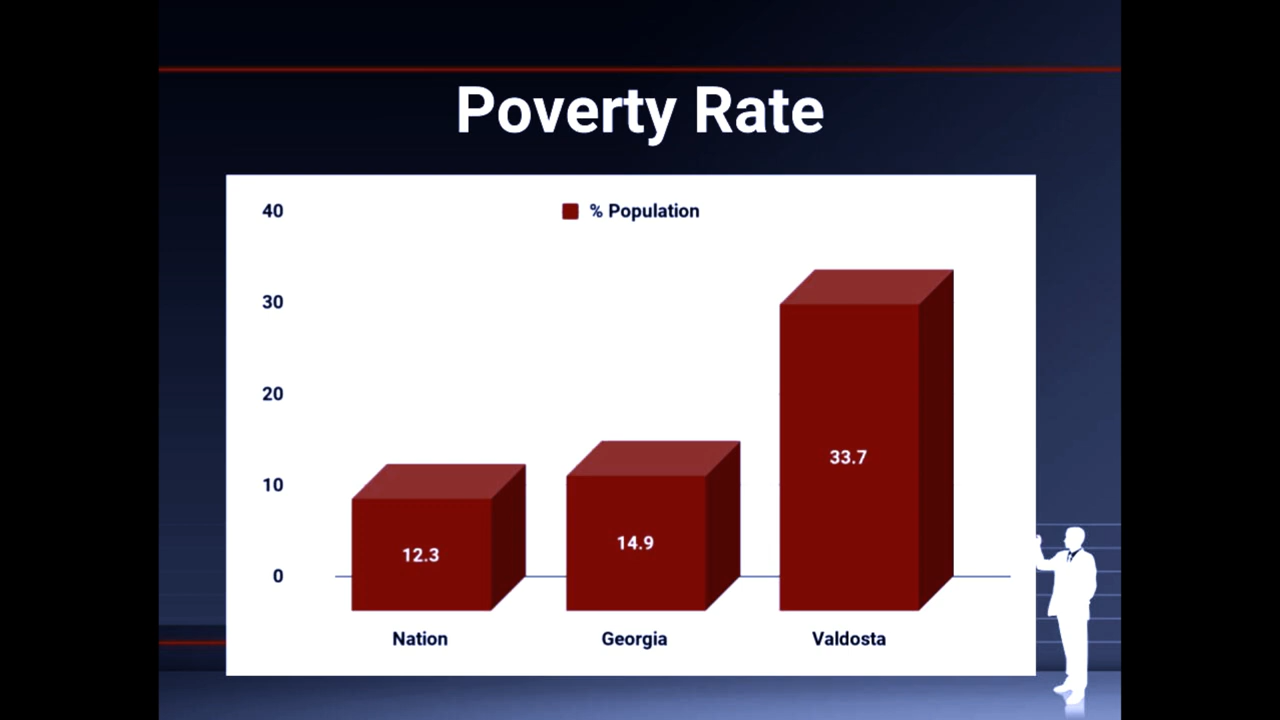 Poverty Rate
% Population
40
30
20
10
0
12.3
14.9
33.7
Nation
Georgia
Valdosta